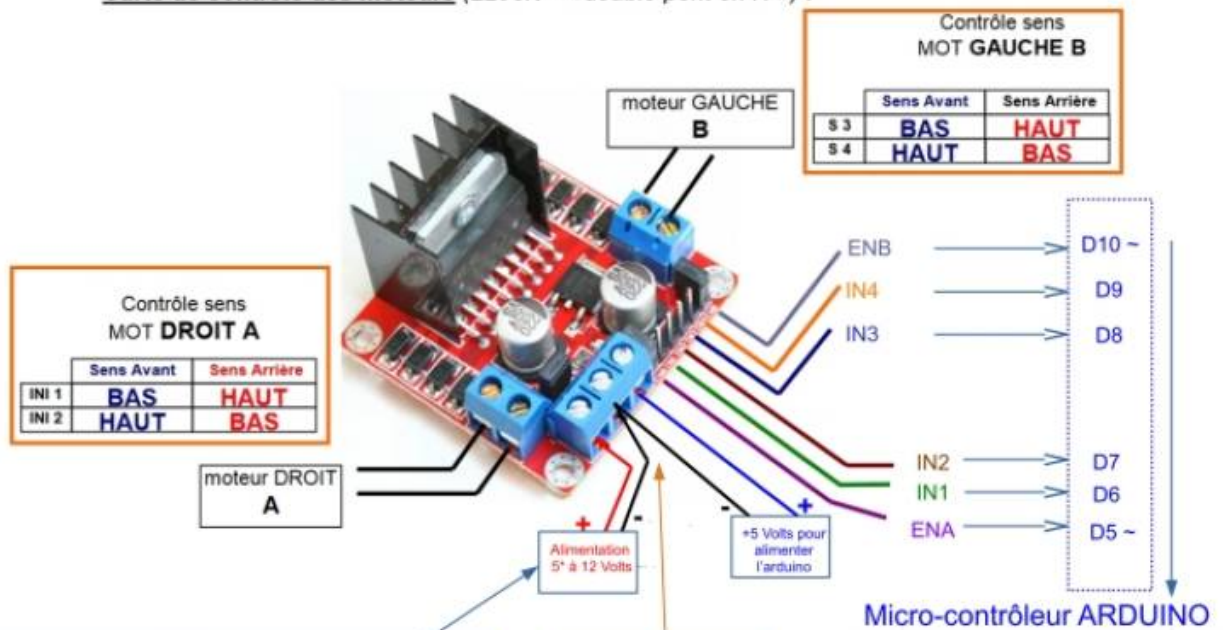 Contrôle sens
MOT GAUCHE B
Sens Avant Sens Arrière
S 3 BAS HAUT
S 4 HAUT BAS
moteur GAUCHE
B
ENB D10 ~
IN4 D9
IN3 D8
Contrôle sens
MOT DROIT A
Sens Avant Sens Arrière
INI 1 BAS HAUT
INI 2 HAUT BAS
moteur DROIT
A
IN2 D7
IN1 D6
ENA D5 ~
+ -
Alimentation
5* à 12 Volts
- +
+5 Volts pour
alimenter
l'arduino
Micro-contrôleur ARDUINO